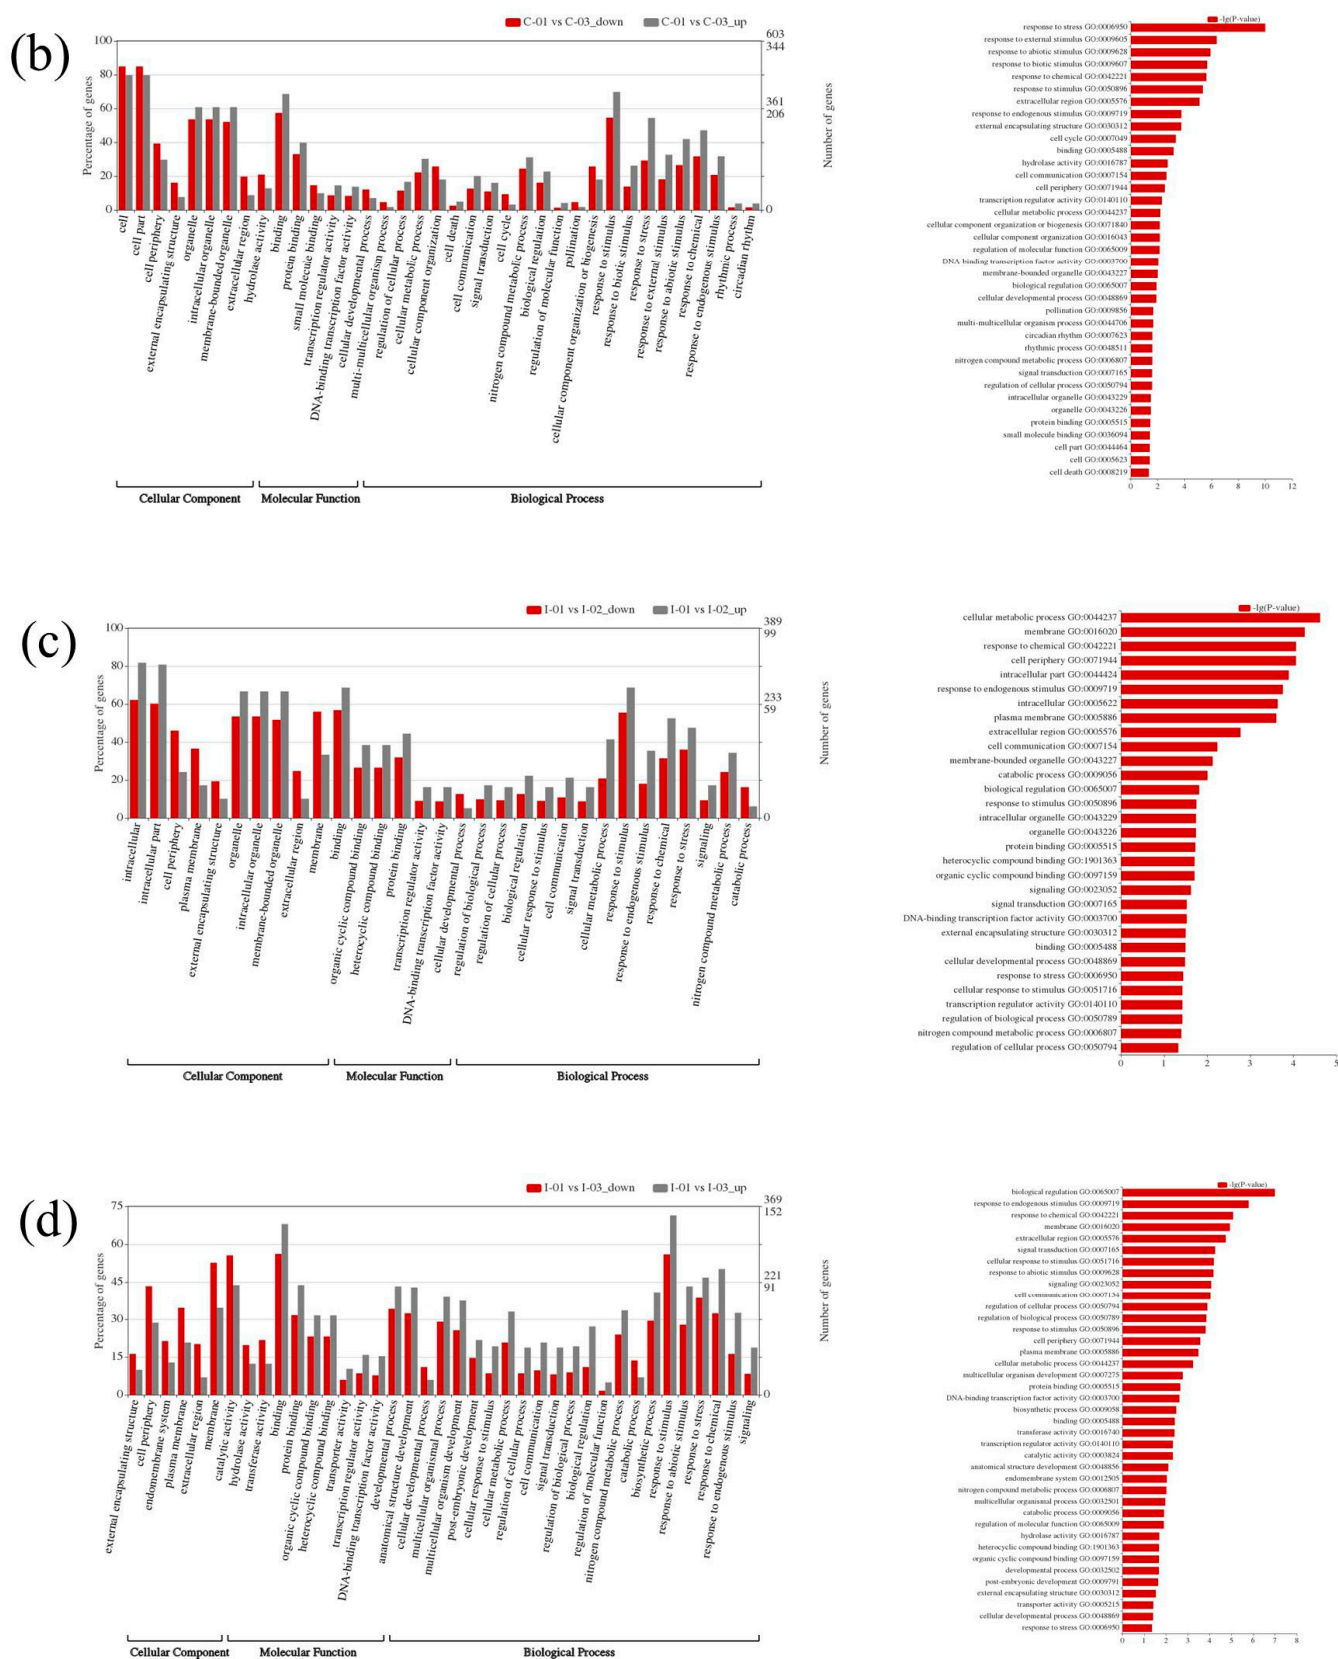 (b)
C-01 vs C-03_down
C-01 vs C-03_up
Percentage of genes
100
80
60
40
20
0
603
344
361
206
0
Number of genes
cell
cell part
cell periphery
external encapsulating structure
organelle
intracellular organelle
membrane-bounded organelle
extracellular region
hydrolase activity
binding
protein binding
small molecule binding
transcription regulator activity
DNA-binding transcription factor activity
cellular developmental process
multi-multicellular organism process
regulation of cellular process
cellular metabolic process
cellular component organization
cell death
cell communication
signal transduction
cell cycle
nitrogen compound metabolic process
biological regulation
regulation of molecular function
pollination
cellular component organization or biogenesis
response to stimulus
response to biotic stimulus
response to stress
response to external stimulus
response to abiotic stimulus
response to chemical
response to endogenous stimulus
rhythmic process
circadian rhythm
Cellular Component
Molecular Function
Biological Process
-lg(P-value)
response to stress GO:0006950
response to external stimulus GO:0009605
response to abiotic stimulus GO:0009628
response to biotic stimulus GO:0009607
response to chemical GO:0042221
response to stimulus GO:0050896
extracellular region GO:0005576
response to endogenous stimulus GO:0009719
external encapsulating structure GO:0030312
cell cycle GO:0007049
binding GO:0005488
hydrolase activity GO:0016787
cell communication GO:0007154
cell periphery GO:0071944
transcription regulator activity GO:0140110
cellular metabolic process GO:0044237
cellular component organization or biogenesis GO:0071840
cellular component organization GO:0016043
regulation of molecular function GO:0065009
DNA-binding transcription factor activity GO:0003700
membrane-bounded organelle GO:0043227
biological regulation GO:0065007
cellular developmental process GO:0048869
pollination GO:0009856
multi-multicellular organism process GO:0044706
circadian rhythm GO:0007623
rhythmic process GO:0048511
nitrogen compound metabolic process GO:0006807
signal transduction GO:0007165
regulation of cellular process GO:0050794
intracellular organelle GO:0043229
organelle GO:0043226
protein binding GO:0005515
small molecule binding GO:0036094
cell part GO:0044464
cell GO:0005623
cell death GO:0008219
0 2 4 6 8 10 12
(c)
I-01 vs I-02_down
I-01 vs I-02_up
Percentage of genes
100
80
60
40
20
0
389
99
233
59
0
Number of genes
intracellular
intracellular part
cell periphery
plasma membrane
external encapsulating structure
organelle
intracellular organelle
membrane-bounded organelle
extracellular region
membrane
binding
organic cyclic compound binding
heterocyclic compound binding
protein binding
transcription regulator activity
DNA-binding transcription factor activity
cellular developmental process
regulation of biological process
regulation of cellular process
biological regulation
cellular response to stimulus
cell communication
signal transduction
cellular metabolic process
response to stimulus
response to endogenous stimulus
response to chemical
response to stress
signaling
nitrogen compound metabolic process
catabolic process
Cellular Component
Molecular Function
Biological Process
-lg(P-value)
cellular metabolic process GO:0044237
membrane GO:0016020
response to chemical GO:0042221
cell periphery GO:0071944
intracellular part GO:0044424
response to endogenous stimulus GO:0009719
intracellular GO:0005622
plasma membrane GO:0005886
extracellular region GO:0005576
cell communication GO:0007154
membrane-bounded organelle GO:0043227
catabolic process GO:0009056
biological regulation GO:0065007
response to stimulus GO:0050896
intracellular organelle GO:0043229
organelle GO:0043226
protein binding GO:0005515
heterocyclic compound binding GO:1901363
organic cyclic compound binding GO:0097159
signaling GO:0023052
signal transduction GO:0007165
DNA-binding transcription factor activity GO:0003700
external encapsulating structure GO:0030312
binding GO:0005488
cellular developmental process GO:0048869
response to stress GO:0006950
cellular response to stimulus GO:0051716
transcription regulator activity GO:0140110
regulation of biological process GO:0050789
nitrogen compound metabolic process GO:0006807
regulation of cellular process GO:0050794
0 1 2 3 4 5
(d)
I-01 vs I-03_down
I-01 vs I-03_up
Percentage of genes
75
60
45
30
15
0
369
152
221
91
0
Number of genes
external encapsulating structure
cell periphery
endomembrane system
plasma membrane
extracellular region
membrane
catalytic activity
hydrolase activity
transferase activity
binding
protein binding
organic cyclic compound binding
heterocyclic compound binding
transporter activity
transcription regulator activity
DNA-binding transcription factor activity
developmental process
anatomical structure development
cellular developmental process
multicellular organismal process
multicellular organism development
post-embryonic development
cellular response to stimulus
cellular metabolic process
regulation of cellular process
cell communication
signal transduction
regulation of biological process
biological regulation
regulation of molecular function
nitrogen compound metabolic process
catabolic process
biosynthetic process
response to stimulus
response to abiotic stimulus
response to stress
response to chemical
response to endogenous stimulus
signaling
Cellular Component
Molecular Function
Biological Process
-lg(P-value)
biological regulation GO:0065007
response to endogenous stimulus GO:0009719
response to chemical GO:0042221
membrane GO:0016020
extracellular region GO:0005576
signal transduction GO:0007165
cellular response to stimulus GO:0051716
response to abiotic stimulus GO:0009628
signaling GO:0023052
cell communication GO:0007154
regulation of cellular process GO:0050794
regulation of biological process GO:0050789
response to stimulus GO:0050896
cell periphery GO:0071944
plasma membrane GO:0005886
cellular metabolic process GO:0044237
multicellular organism development GO:0007275
protein binding GO:0005515
DNA-binding transcription factor activity GO:0003700
biosynthetic process GO:0009058
binding GO:0005488
transferase activity GO:0016740
transcription regulator activity GO:0140110
catalytic activity GO:0003824
anatomical structure development GO:0048856
endomembrane system GO:0012505
nitrogen compound metabolic process GO:0006807
multicellular organismal process GO:0032501
catabolic process GO:0009056
regulation of molecular function GO:0065009
hydrolase activity GO:0016787
heterocyclic compound binding GO:1901363
organic cyclic compound binding GO:0097159
developmental process GO:0032502
post-embryonic development GO:0009791
external encapsulating structure GO:0030312
transporter activity GO:0005215
cellular developmental process GO:0048869
response to stress GO:0006950
0 1 2 3 4 5 6 7 8